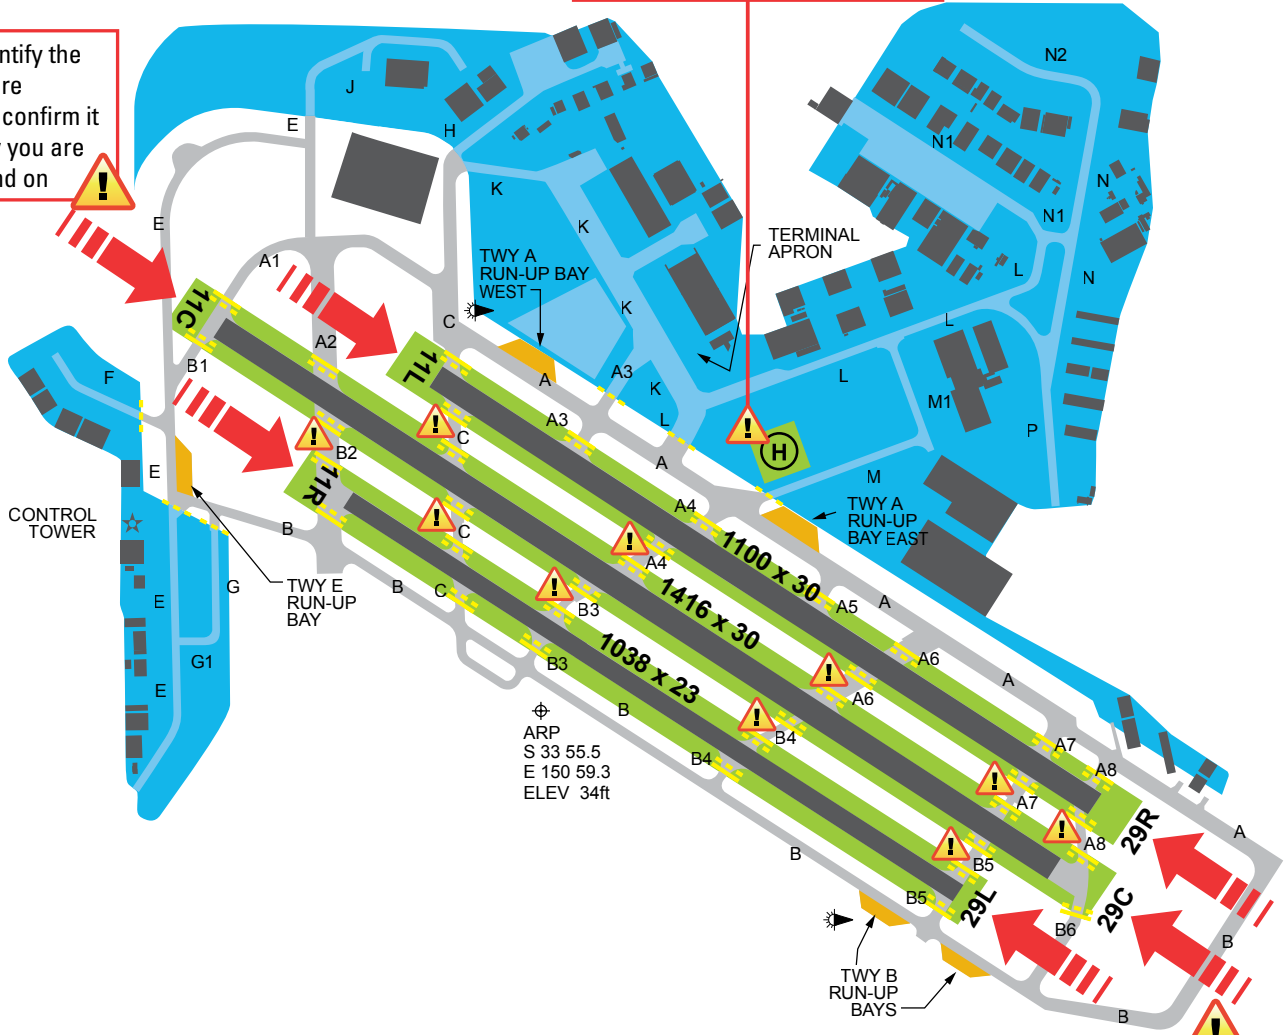 ntify the
re
confirm it
you are
nd on
!
N2
J
E
H
N1
K
N
E
K
N1
TERMINAL
APRON
TWY A
RUN-UP BAY
WEST
A1
L
N
11C
K
L
C
A2
B1
11L
A3
F
A
K
L
M1
A3
C
L
P
H
B2
A
E
M
11R
CONTROL
TOWER
A4
TWY A
RUN-UP
BAY EAST
B
C
1100 x 30
A4
G
B
C
TWY E
RUN-UP
BAY
1416 x 30
E
B3
A5
A
G1
B3
1038 x 23
A6
A
E
A6
B
ARP
S 33 55.5
E 150 59.3
ELEV 34ft
B4
A7
B4
A8
A7
29R
A
A8
B
B5
B5
29L
29C
B6
B
TWY B
RUN-UP
BAYS
B